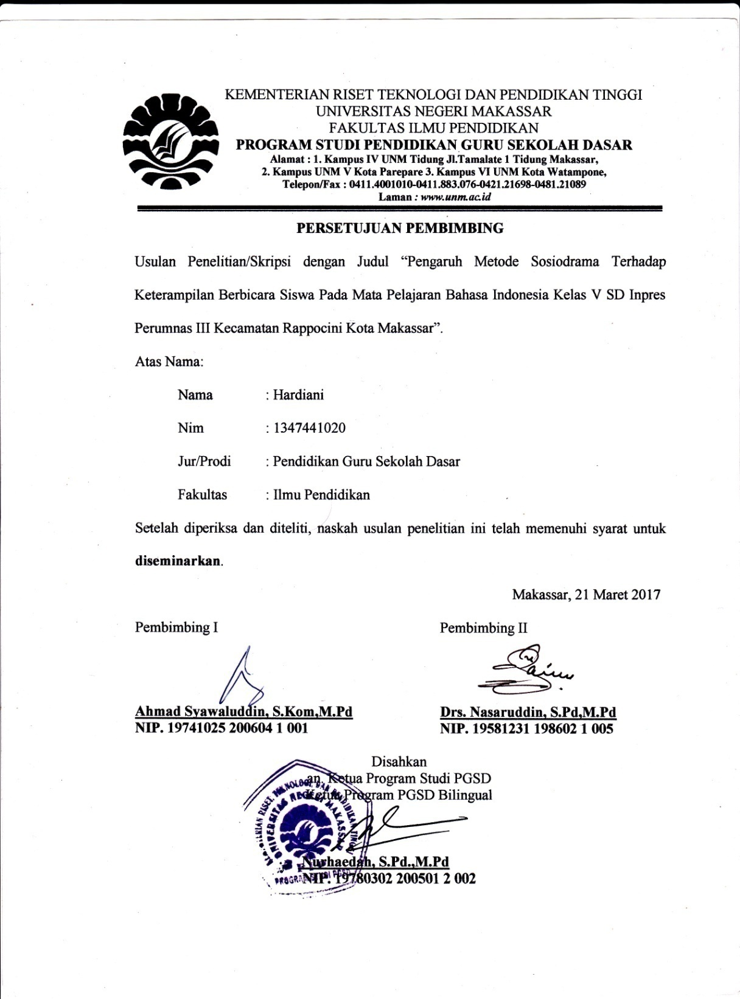 KEMENTERIAN RISET TEKNOLOGI DAN PENDIDIKAN TINGGI
UNIVERSITAS NEGERI MAKASSAR
FAKULTAS ILMU PENDIDIKAN
PROGRAM STUDI PENDIDIKAN GURU SEKOLAH DASAR
Alamat : 1. Kampus IV UNM Tidung Jl.Tamalate 1 Tidung Makassar,
2. Kampus UNM V Kota Parepare 3. Kampus VI UNM Kota Watampone,
Telepon/Fax : 0411.4001010-0411.883.076-0421.21698-0481.21089
Laman : www.unm.ac.id
PERSETUJUAN PEMBIMBING
Usulan Penelitian/Skripsi dengan Judul “Pengaruh Metode Sosiodrama Terhadap
Keterampilan Berbicara Siswa Pada Mata Pelajaran Bahasa Indonesia Kelas V SD Inpres
Perumnas III Kecamatan Rappocini Kota Makassar”.
Atas Nama:
Nama : Hardiani
Nim : 1347441020
Jur/Prodi : Pendidikan Guru Sekolah Dasar
Fakultas : Ilmu Pendidikan
Setelah diperiksa dan diteliti, naskah usulan penelitian ini telah memenuhi syarat untuk
diseminarkan.
Makassar, 21 Maret 2017
Pembimbing I Pembimbing II
Ahmad Syawaluddin, S.Kom,M.Pd Drs. Nasaruddin, S.Pd,M.Pd
NIP. 19741025 200604 1 001 NIP. 19581231 198602 1 005
Disahkan
an. Ketua Program Studi PGSD
Ketua Program PGSD Bilingual
Nurhaedah, S.Pd.,M.Pd
NIP. 19780302 200501 2 002
RISET, TEKNOLOGI, DAN PENDIDIKAN TINGGI
UNIVERSITAS NEGERI MAKASSAR
PROGRAM STUDI PGSD